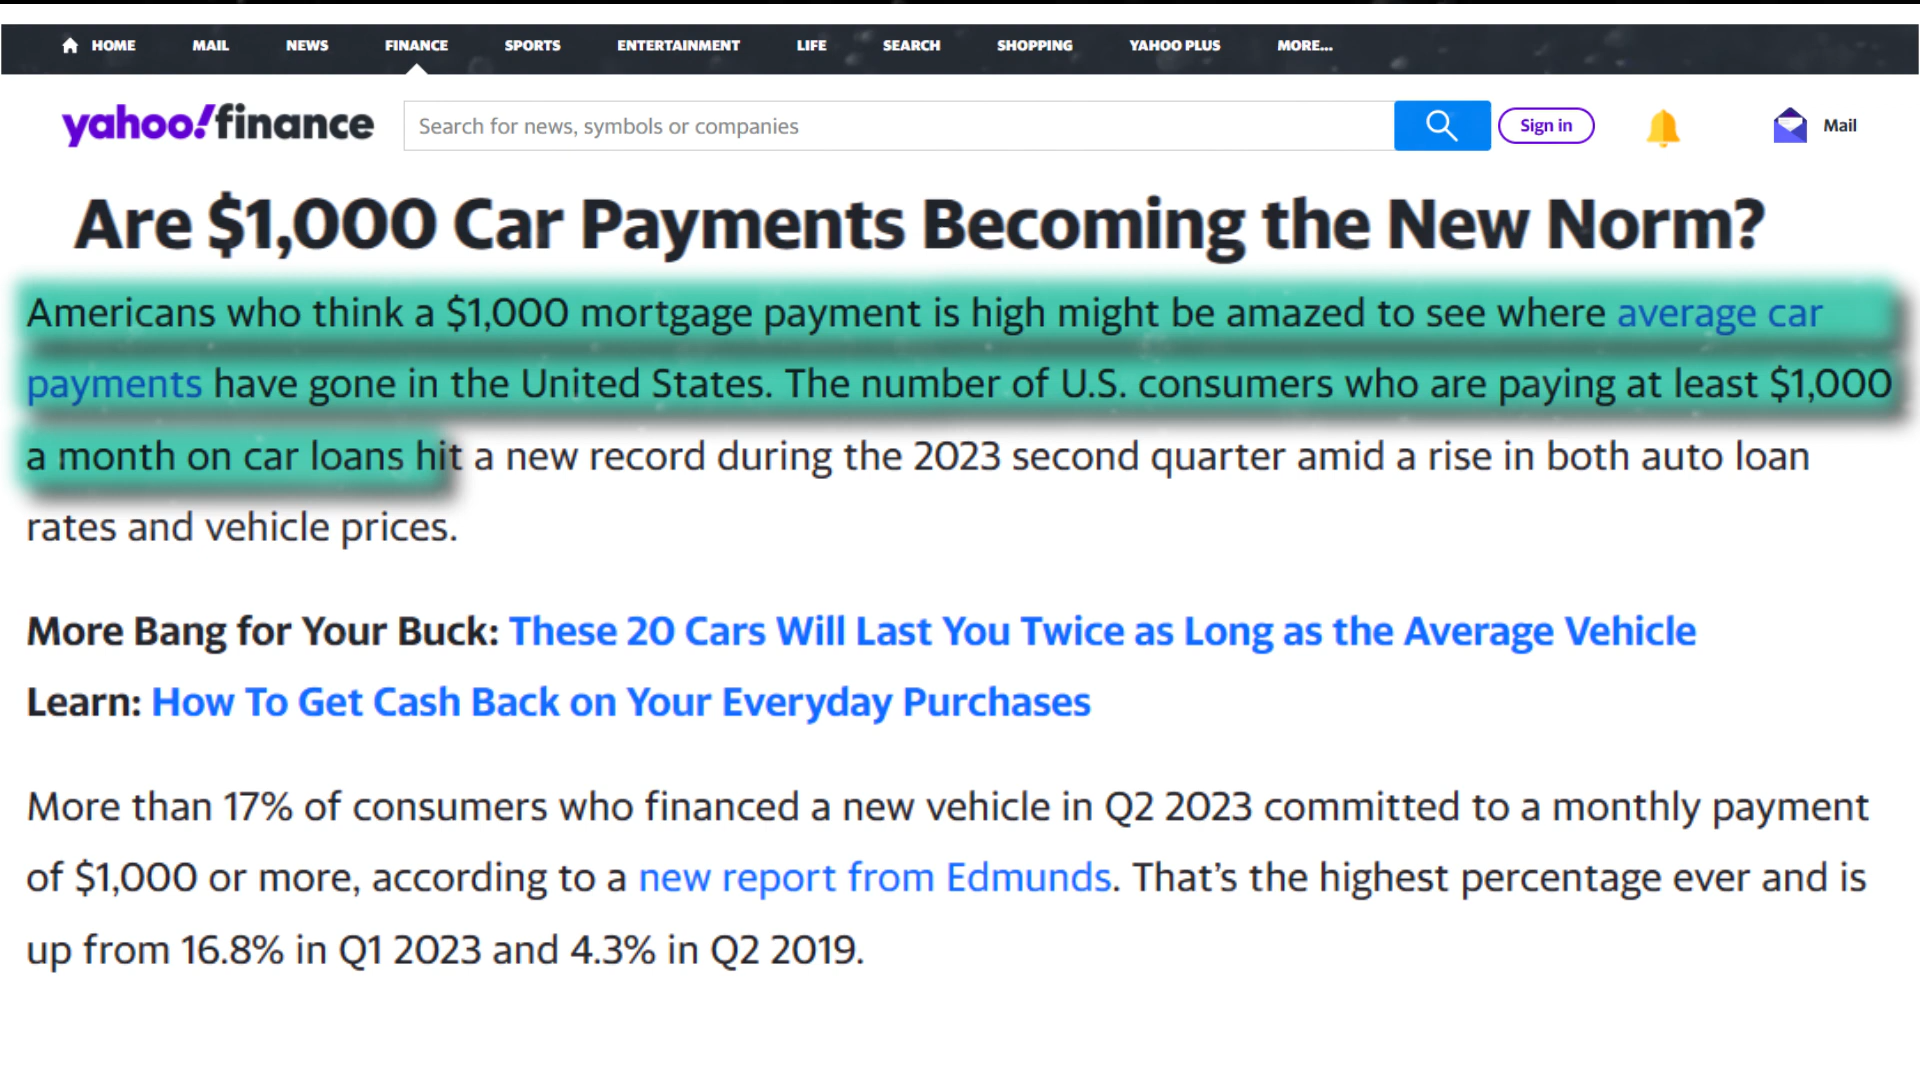 HOME MAIL NEWS FINANCE SPORTS ENTERTAINMENT LIFE SEARCH SHOPPING YAHOO PLUS MORE...
yahoo!finance Search for news, symbols or companies Sign in Mail
Are $1,000 Car Payments Becoming the New Norm?
Americans who think a $1,000 mortgage payment is high might be amazed to see where average car
payments have gone in the United States. The number of U.S. consumers who are paying at least $1,000
a month on car loans hit a new record during the 2023 second quarter amid a rise in both auto loan
rates and vehicle prices.
More Bang for Your Buck: These 20 Cars Will Last You Twice as Long as the Average Vehicle
Learn: How To Get Cash Back on Your Everyday Purchases
More than 17% of consumers who financed a new vehicle in Q2 2023 committed to a monthly payment
of $1,000 or more, according to a new report from Edmunds. That’s the highest percentage ever and is
up from 16.8% in Q1 2023 and 4.3% in Q2 2019.